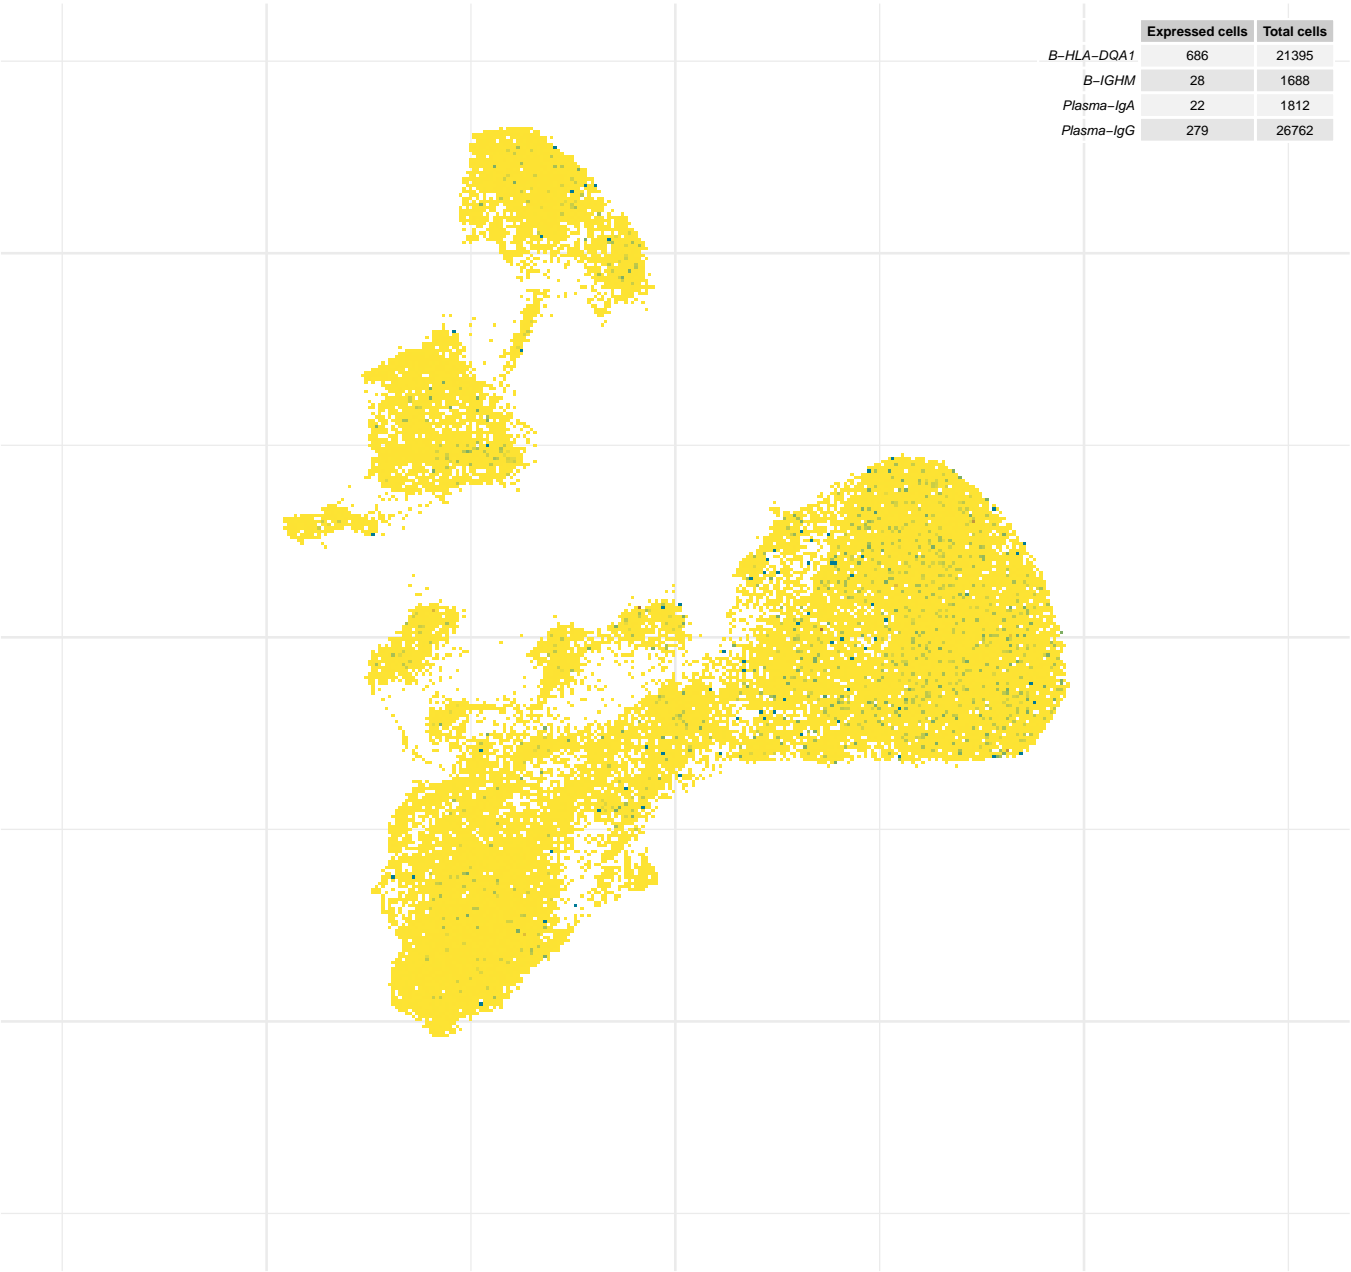 Expressed cells Total cells
B−HLA−DQA1 686 21395
B−IGHM 28 1688
Plasma−IgA 22 1812
Plasma−IgG 279 26762